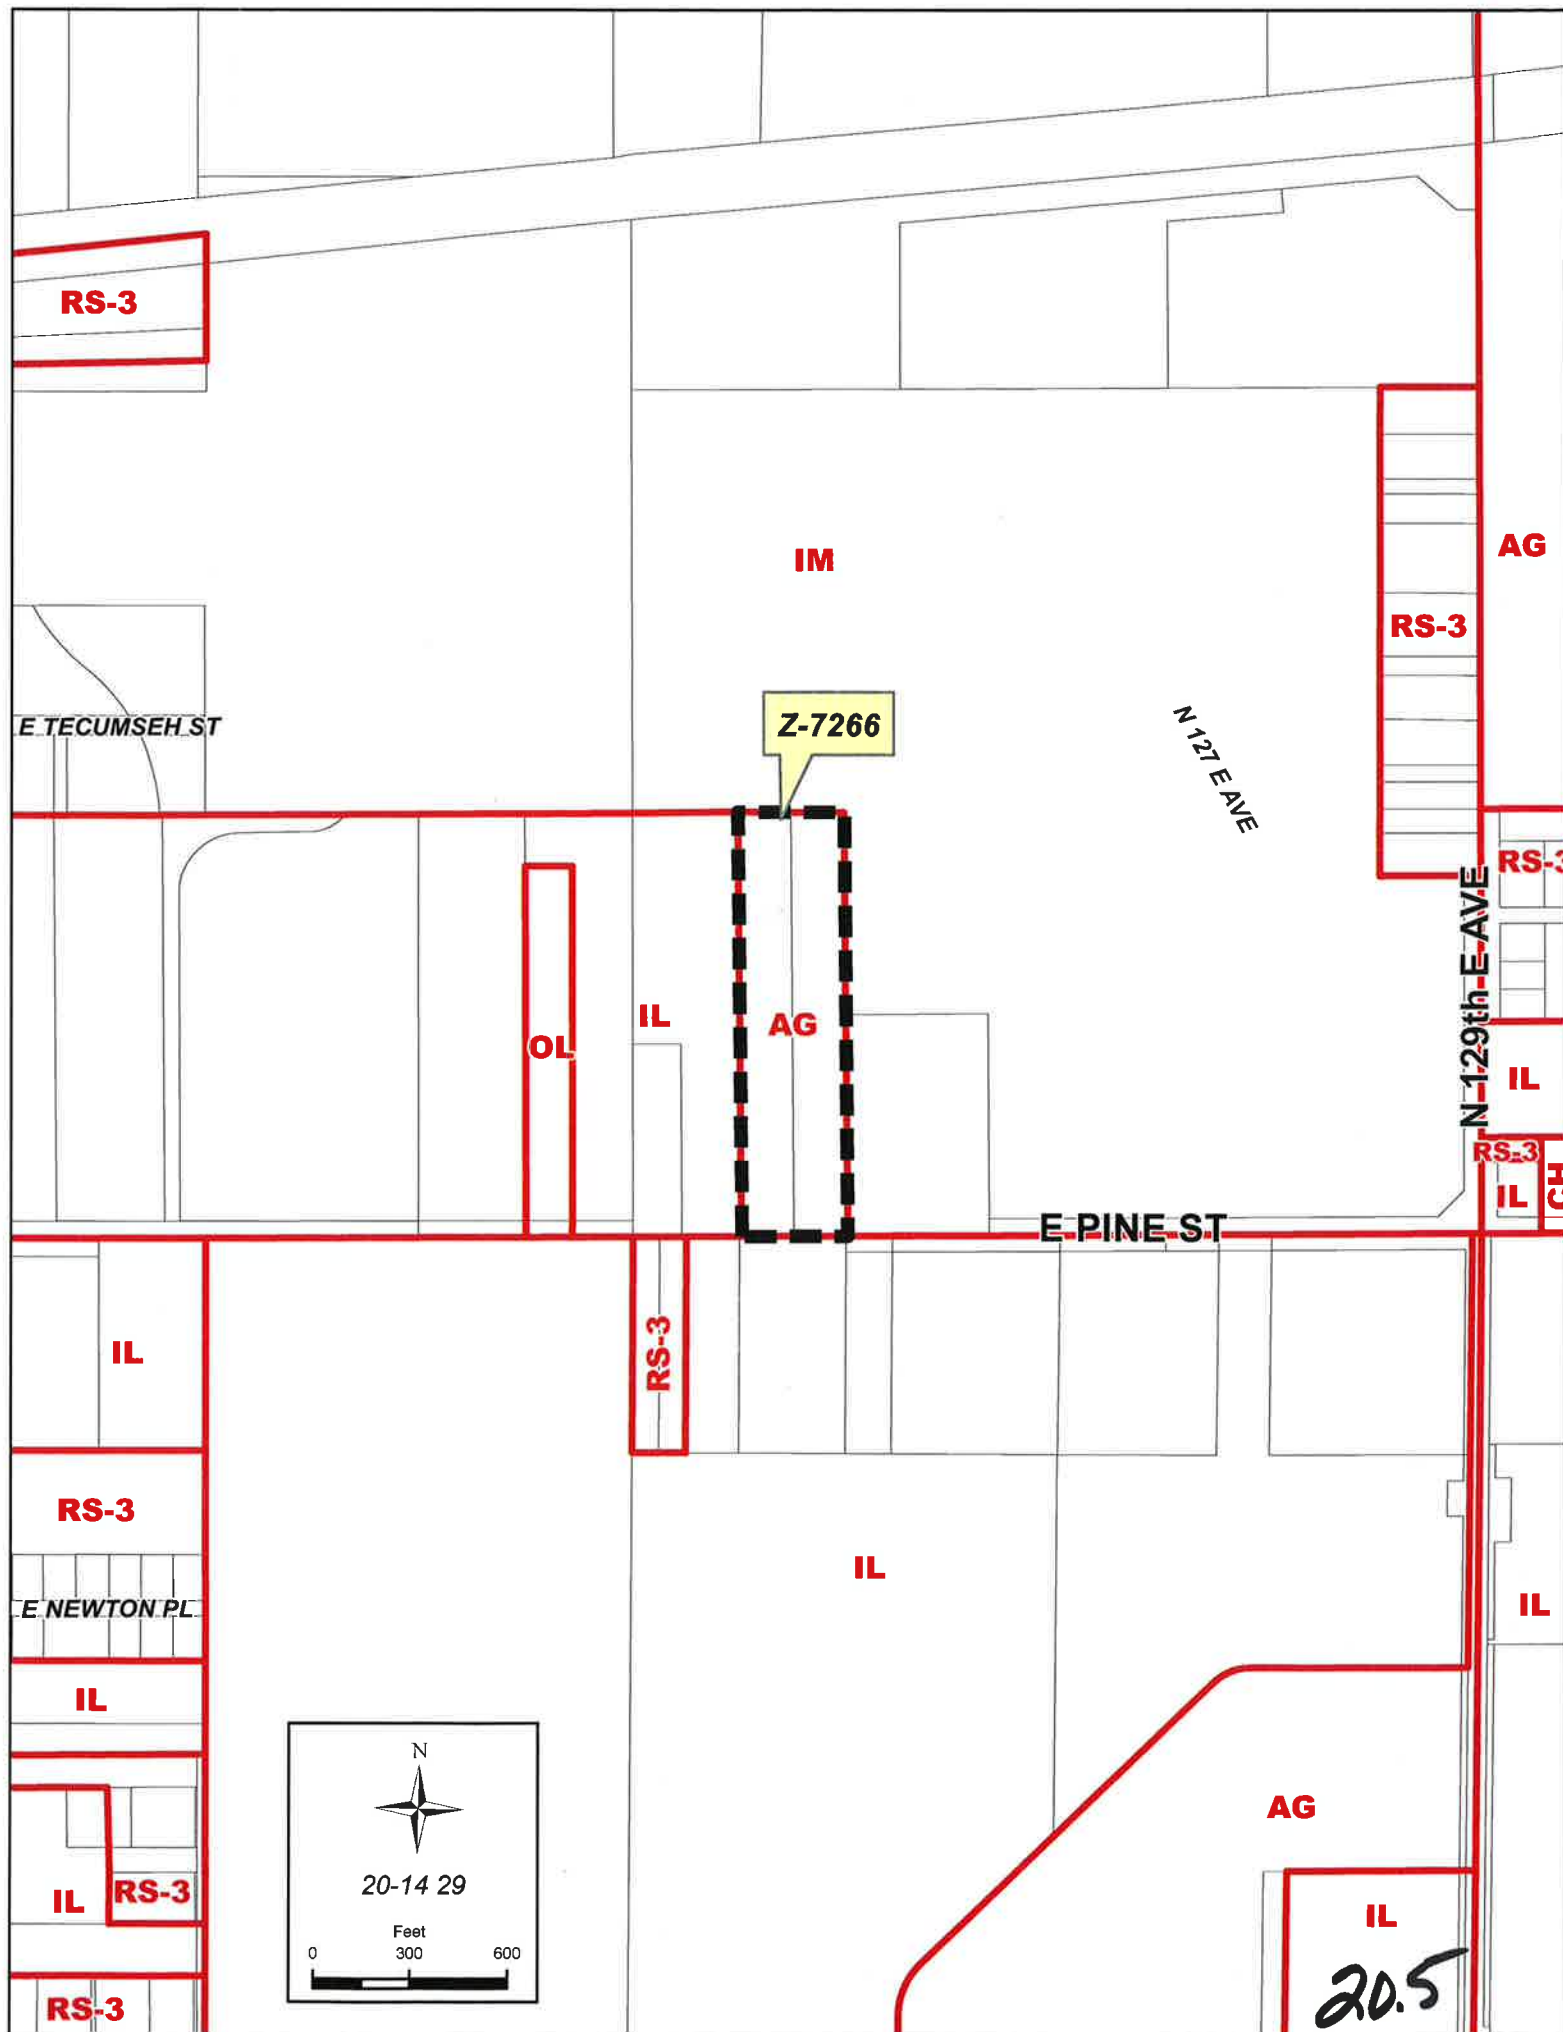 RS-3
IM
AG
RS-3
E TECUMSEH ST
Z-7266
N 127 E AVE
RS-3
N 129th E AVE
IL
AG
OL
IL
RS-3
IL
CH
E PINE ST
IL
RS-3
RS-3
IL
E NEWTON PL
IL
IL
N
AG
20-14 29
IL
RS-3
IL
Feet
0 300 600
20.5
RS-3